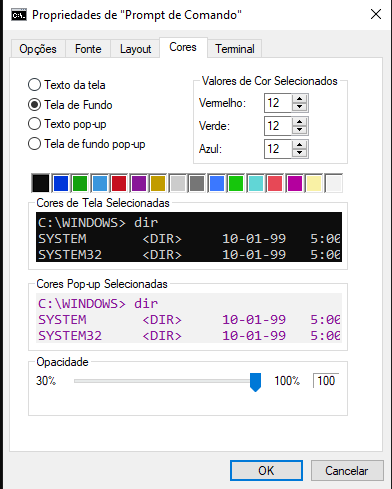 Propriedades de "Prompt de Comando"
Opções Fonte Layout Cores Terminal
Texto da tela
Tela de Fundo
Texto pop-up
Tela de fundo pop-up
Valores de Cor Selecionados
Vermelho: 12
Verde: 12
Azul: 12
Cores de Tela Selecionadas
C:\WINDOWS> dir
SYSTEM <DIR> 10-01-99 5:00
SYSTEM32 <DIR> 10-01-99 5:00
Cores Pop-up Selecionadas
C:\WINDOWS> dir
SYSTEM <DIR> 10-01-99 5:00
SYSTEM32 <DIR> 10-01-99 5:00
Opacidade
30% 100% 100
OK Cancelar